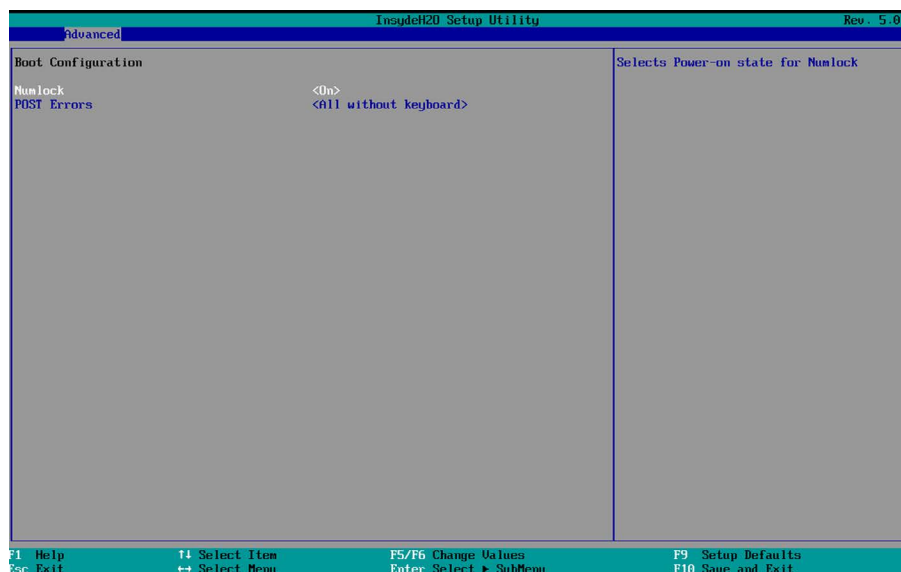 InsydeH2O Setup Utility Rev. 5.0
Advanced
Boot Configuration Selects Power-on state for Numlock
Numlock <On>
POST Errors <All without keyboard>
F1 Help ↑↓ Select Item F5/F6 Change Values F9 Setup Defaults
Esc Exit ↔ Select Menu Enter Select ► SubMenu F10 Save and Exit